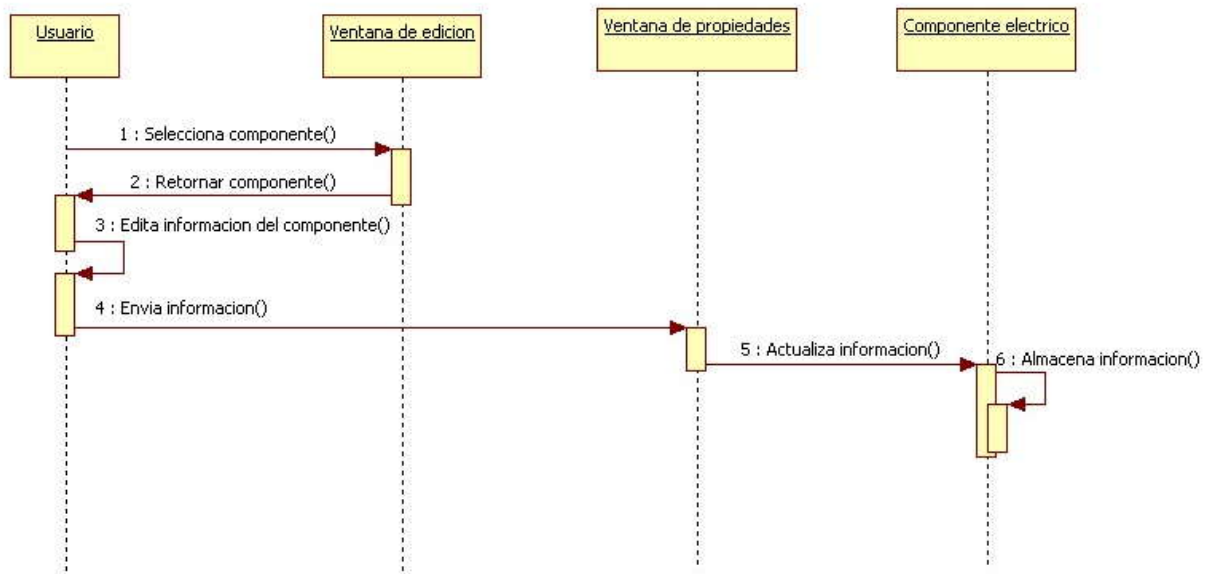 Usuario
Ventana de edicion
Ventana de propiedades
Componente electrico
1 : Selecciona componente()
2 : Retornar componente()
3 : Edita informacion del componente()
4 : Envia informacion()
5 : Actualiza informacion()
6 : Almacena informacion()